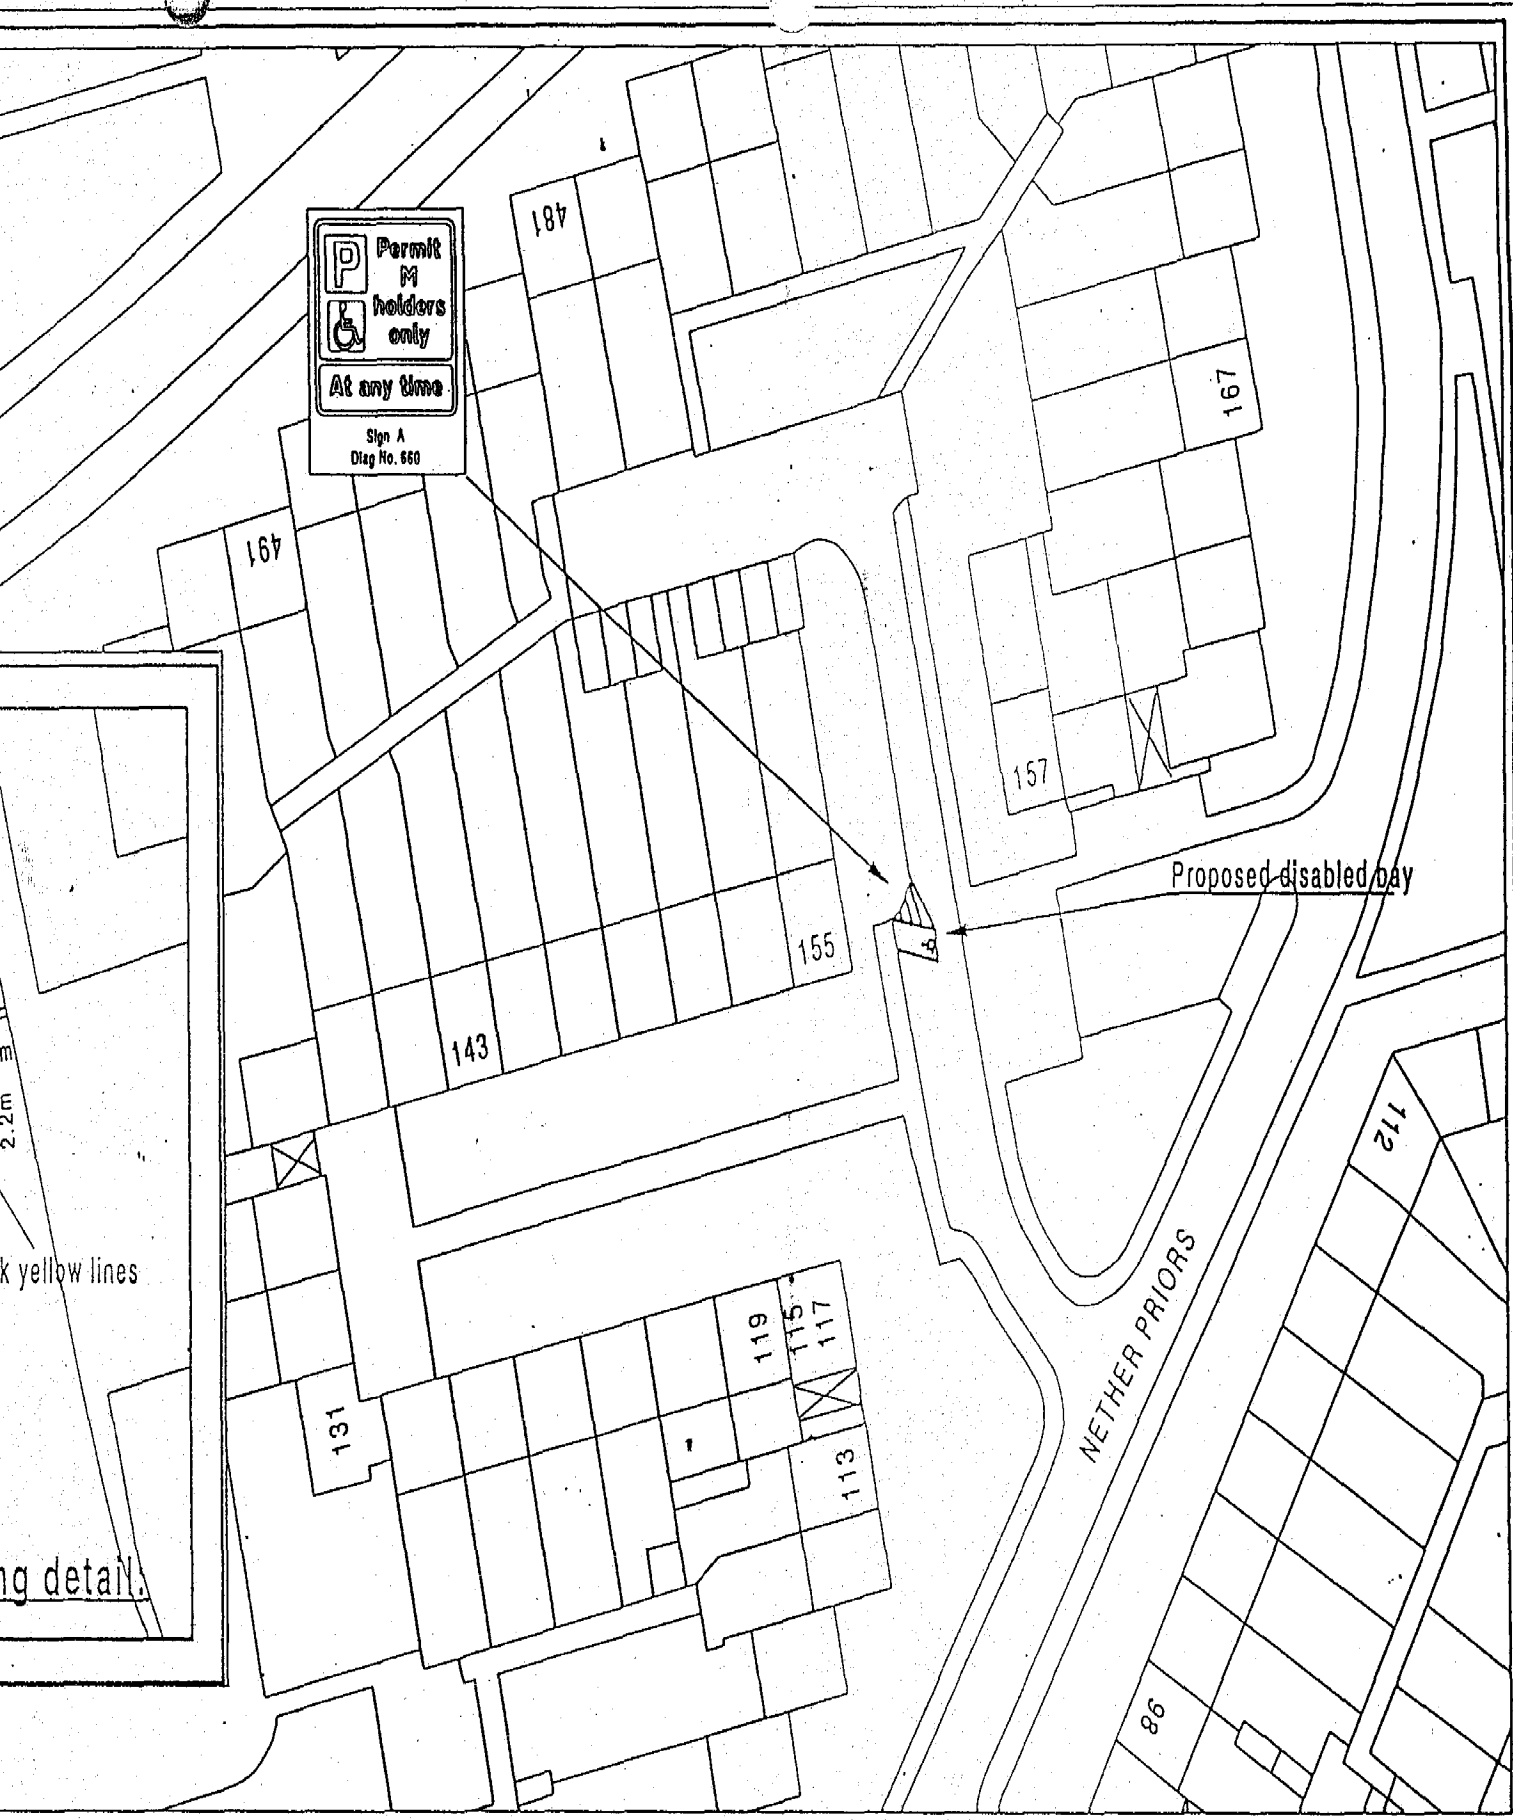 481
P Permit
M
holders
only
At any time
Sign A
Diag No. 660
491
167
157
Proposed disabled bay
155
143
m
2.2m
112
k yellow lines
NETHER PRIORS
119
115
117
131
113
ng detail:
98